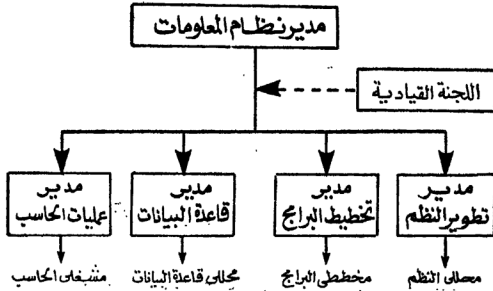 مدير نظام المعلومات
اللجنة القيادية
مدير تطوير النظم
مدير تخطيط البرامج
مدير قاعدة البيانات
مدير عمليات الحاسب
محللى النظم
مخططى البرامج
محللى قاعدة البيانات
مشغلى الحاسب